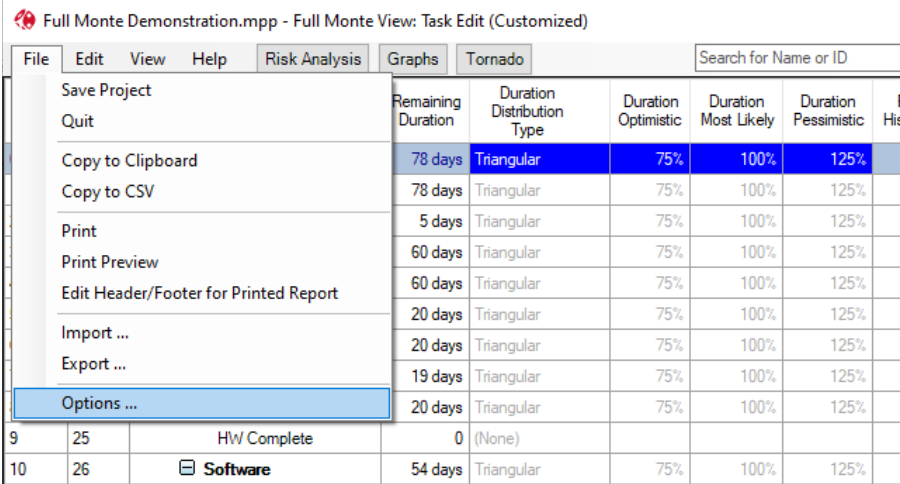 Full Monte Demonstration.mpp - Full Monte View: Task Edit (Customized)
File Edit View Help Risk Analysis Graphs Tornado Search for Name or ID
Save Project
Quit
Copy to Clipboard
Copy to CSV
Print
Print Preview
Edit Header/Footer for Printed Report
Import ...
Export ...
Options ...
Remaining Duration Duration Distribution Type Duration Optimistic Duration Most Likely Duration Pessimistic
78 days Triangular 75% 100% 125%
78 days Triangular 75% 100% 125%
5 days Triangular 75% 100% 125%
60 days Triangular 75% 100% 125%
60 days Triangular 75% 100% 125%
20 days Triangular 75% 100% 125%
20 days Triangular 75% 100% 125%
19 days Triangular 75% 100% 125%
20 days Triangular 75% 100% 125%
9 25 HW Complete 0 (None)
10 26 Software 54 days Triangular 75% 100% 125%